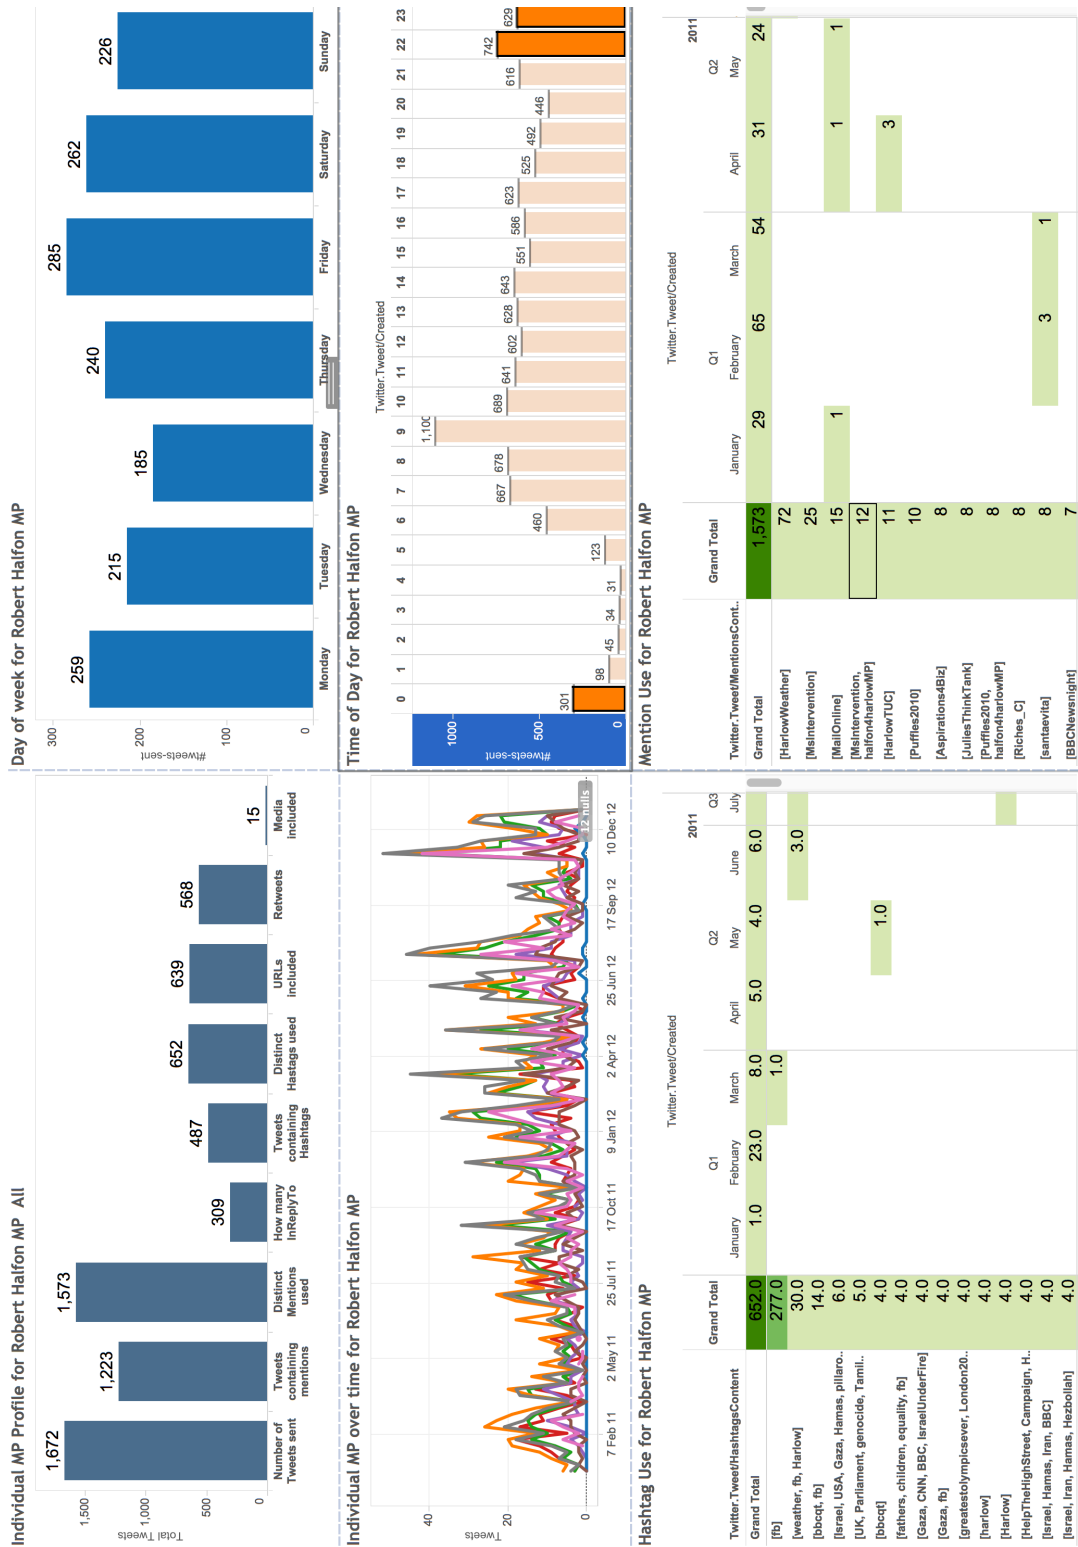 Individual MP Profile for Robert Halfon MP  All
Total Tweets
1,500
1,000
500
0
1,672
1,223
1,573
309
487
652
639
568
15
Number of Tweets sent
Tweets containing mentions
Distinct Mentions used
How many InReplyTo
Tweets containing Hashtags
Distinct Hastags used
URLs included
Retweets
Media included
Day of week for Robert Halfon MP
#tweets-sent
300
200
100
0
259
215
185
240
285
262
226
Monday
Tuesday
Wednesday
Thursday
Friday
Saturday
Sunday
Individual MP over time for Robert Halfon MP
Tweets
40
20
0
12 nulls
7 Feb 11
2 May 11
25 Jul 11
17 Oct 11
9 Jan 12
2 Apr 12
25 Jun 12
17 Sep 12
10 Dec 12
Time of Day for Robert Halfon MP
Twitter.Tweet/Created
0 1 2 3 4 5 6 7 8 9 10 11 12 13 14 15 16 17 18 19 20 21 22 23
#tweets-sent
1000
500
0
301 98 45 34 31 123 460 667 678 1,100 689 641 602 628 643 551 586 623 525 492 446 616 742 629
Hashtag Use for Robert Halfon MP
Twitter.Tweet/Created
2011
Q1 Q2 Q3
Twitter.Tweet/HashtagsContent Grand Total January February March April May June July
Grand Total 652.0 1.0 23.0 8.0 5.0 4.0 6.0
[fb] 277.0 1.0
[weather, fb, Harlow] 30.0 3.0
[bbcqt, fb] 14.0
[Israel, USA, Gaza, Hamas, pillaro.. 6.0
[UK, Parliament, genocide, Tamil.. 5.0
[bbcqt] 4.0 1.0
[fathers, children, equality, fb] 4.0
[Gaza, CNN, BBC, IsraelUnderFire] 4.0
[Gaza, fb] 4.0
[greatestolympicsever, London20.. 4.0
[harlow] 4.0
[Harlow] 4.0
[HelpTheHighStreet, Campaign, H.. 4.0
[Israel, Hamas, Iran, BBC] 4.0
[Israel, Iran, Hamas, Hezbollah] 4.0
Mention Use for Robert Halfon MP
Twitter.Tweet/Created
2011
Q1 Q2
Twitter.Tweet/MentionsCont.. Grand Total January February March April May
Grand Total 1,573 29 65 54 31 24
[HarlowWeather] 72
[MsIntervention] 25
[MailOnline] 15 1 1 1
[MsIntervention, halfon4harlowMP] 12
[HarlowTUC] 11 3
[Puffles2010] 10
[Aspirations4Biz] 8
[JuliesThinkTank] 8
[Puffles2010, halfon4harlowMP] 8
[Riches_C] 8
[santaevita] 8 3 1
[BBCNewsnight] 7